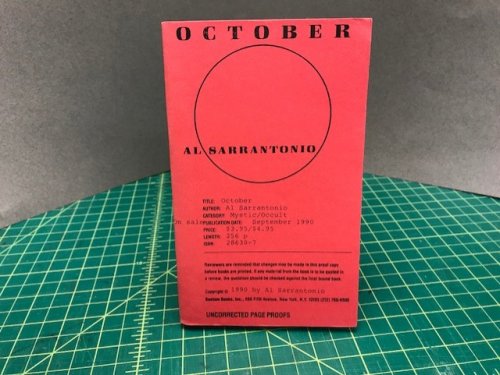 OCTOBER
AL SARRANTONIO
TITLE: October
AUTHOR: Al Sarrantonio
CATEGORY: Mystic/Occult
On sale PUBLICATION DATE: September 1990
PRICE: $3.95/$4.95
LENGTH: 256 p
ISBN: 28630-7
Reviewers are reminded that changes may be made in this proof copy
before books are printed. If any material from the book is to be quoted in
a review, the quotation should be checked against the final bound book.
Copyright © 1990 by Al Sarrantonio
Bantam Books, Inc., 666 Fifth Avenue, New York, N.Y. 10103 (212) 765-6500
UNCORRECTED PAGE PROOFS